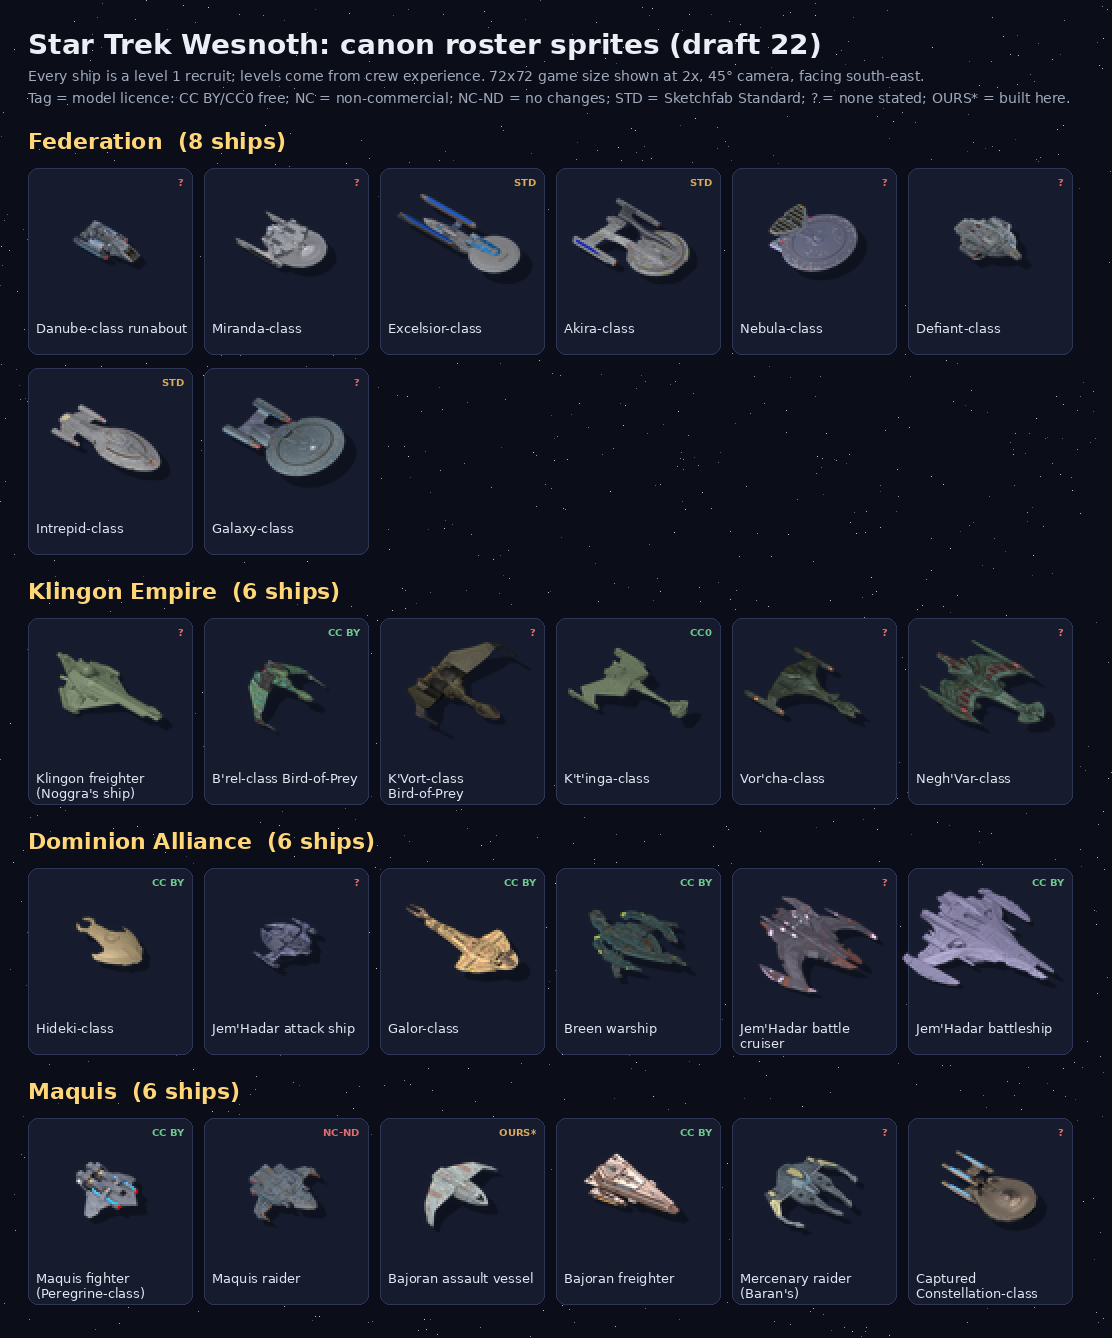 Star Trek Wesnoth: canon roster sprites (draft 22)
Every ship is a level 1 recruit; levels come from crew experience. 72x72 game size shown at 2x, 45° camera, facing south-east.
Tag = model licence: CC BY/CC0 free; NC = non-commercial; NC-ND = no changes; STD = Sketchfab Standard; ? = none stated; OURS* = built here.
Federation (8 ships)
?
?
STD
STD
?
?
Danube-class runabout
Miranda-class
Excelsior-class
Akira-class
Nebula-class
Defiant-class
STD
?
Intrepid-class
Galaxy-class
Klingon Empire (6 ships)
?
CC BY
?
CC0
?
?
Klingon freighter
(Noggra's ship)
B'rel-class Bird-of-Prey
K'Vort-class
Bird-of-Prey
K't'inga-class
Vor'cha-class
Negh'Var-class
Dominion Alliance (6 ships)
CC BY
?
CC BY
CC BY
?
CC BY
Hideki-class
Jem'Hadar attack ship
Galor-class
Breen warship
Jem'Hadar battle
cruiser
Jem'Hadar battleship
Maquis (6 ships)
CC BY
NC-ND
OURS*
CC BY
?
?
Maquis fighter
(Peregrine-class)
Maquis raider
Bajoran assault vessel
Bajoran freighter
Mercenary raider
(Baran's)
Captured
Constellation-class